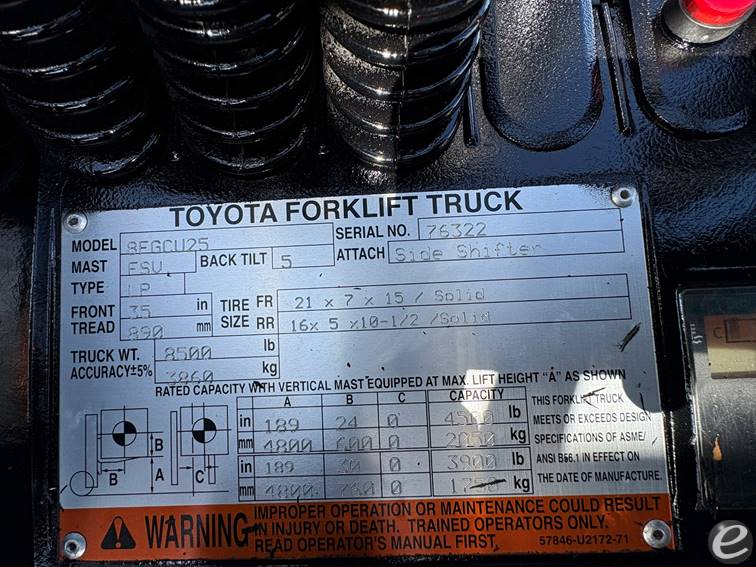 TOYOTA FORKLIFT TRUCK
MODEL 8FGCU25 SERIAL NO. 76322
MAST FSV BACK TILT 5 ATTACH Side Shifter
TYPE LP
FRONT TREAD 35 in 890 mm
TIRE SIZE FR 21 x 7 x 15 / Solid
RR 16x 5 x10-1/2 /Solid
TRUCK WT. 8500 lb
ACCURACY±5% 3860 kg
RATED CAPACITY WITH VERTICAL MAST EQUIPPED AT MAX. LIFT HEIGHT "A" AS SHOWN
A B C CAPACITY
in 189 24 0 lb
mm 4800 600 0 2050 kg
in 189 30 0 3900 lb
mm 4800 760 0 kg
B B A C
THIS FORKLIFT TRUCK
MEETS OR EXCEEDS DESIGN
SPECIFICATIONS OF ASME/
ANSI B56.1 IN EFFECT ON
THE DATE OF MANUFACTURE.
WARNING
IMPROPER OPERATION OR MAINTENANCE COULD RESULT
IN INJURY OR DEATH. TRAINED OPERATORS ONLY.
READ OPERATOR'S MANUAL FIRST.
57846-U2172-71
e